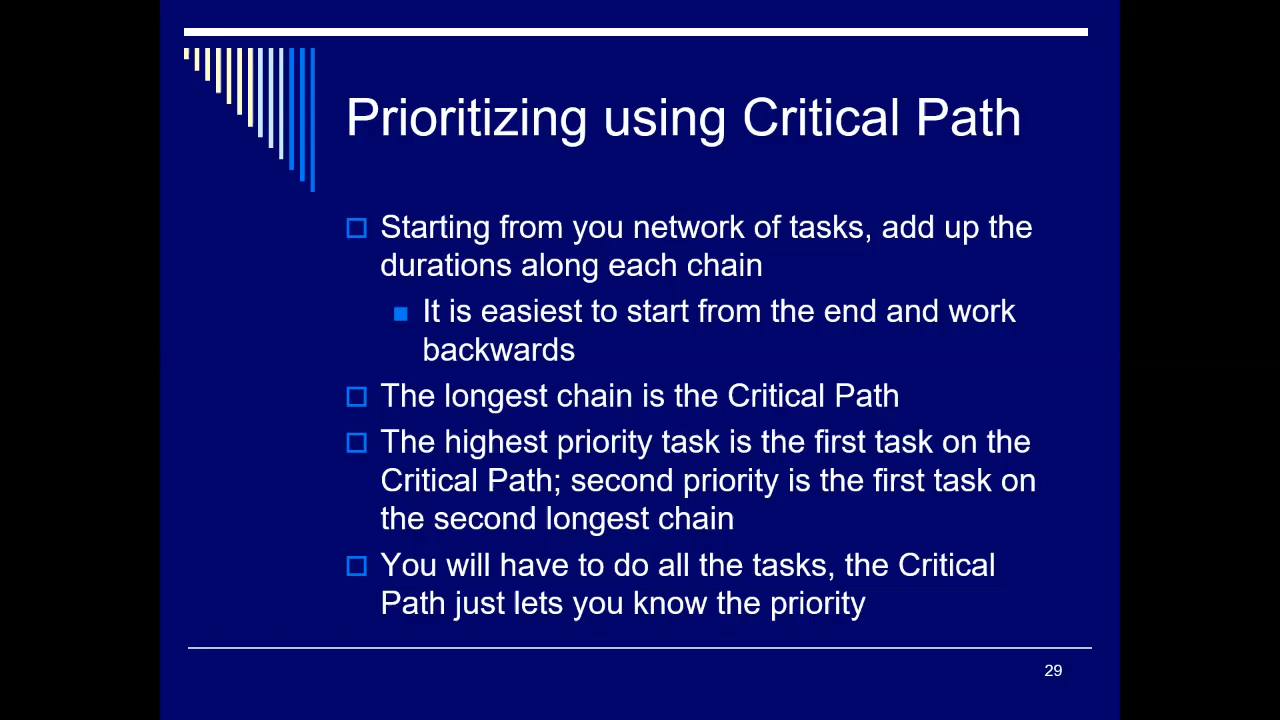 Prioritizing using Critical Path
Starting from you network of tasks, add up the
durations along each chain
It is easiest to start from the end and work
backwards
The longest chain is the Critical Path
The highest priority task is the first task on the
Critical Path; second priority is the first task on
the second longest chain
You will have to do all the tasks, the Critical
Path just lets you know the priority
29